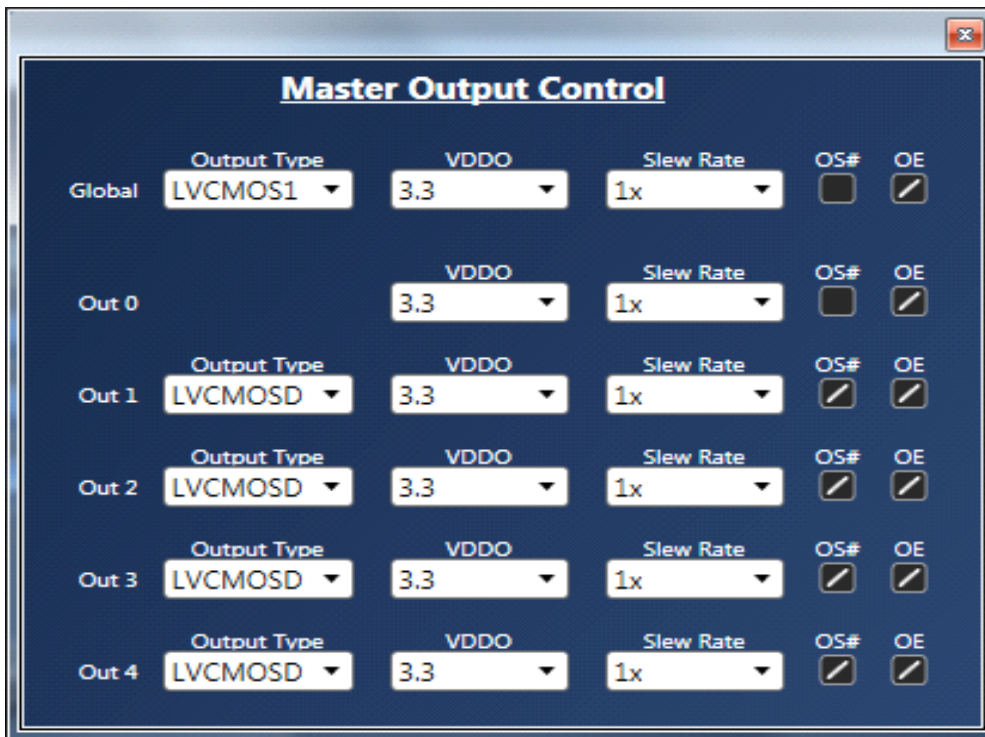 Master Output Control
Output Type VDDO Slew Rate OS# OE
Global LVCMOS1 3.3 1x
VDDO Slew Rate OS# OE
Out 0 3.3 1x
Output Type VDDO Slew Rate OS# OE
Out 1 LVCMOSD 3.3 1x
Output Type VDDO Slew Rate OS# OE
Out 2 LVCMOSD 3.3 1x
Output Type VDDO Slew Rate OS# OE
Out 3 LVCMOSD 3.3 1x
Output Type VDDO Slew Rate OS# OE
Out 4 LVCMOSD 3.3 1x